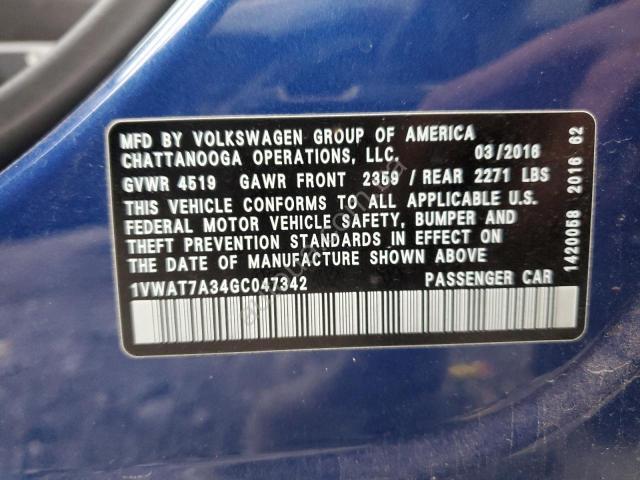 MFD BY VOLKSWAGEN GROUP OF AMERICA
CHATTANOOGA OPERATIONS, LLC. 03/2016
GVWR 4519 GAWR FRONT 2359 / REAR 2271 LBS
THIS VEHICLE CONFORMS TO ALL APPLICABLE U.S.
FEDERAL MOTOR VEHICLE SAFETY, BUMPER AND
THEFT PREVENTION STANDARDS IN EFFECT ON
THE DATE OF MANUFACTURE SHOWN ABOVE
1VWAT7A34GC047342 PASSENGER CAR
1420058 2016 62